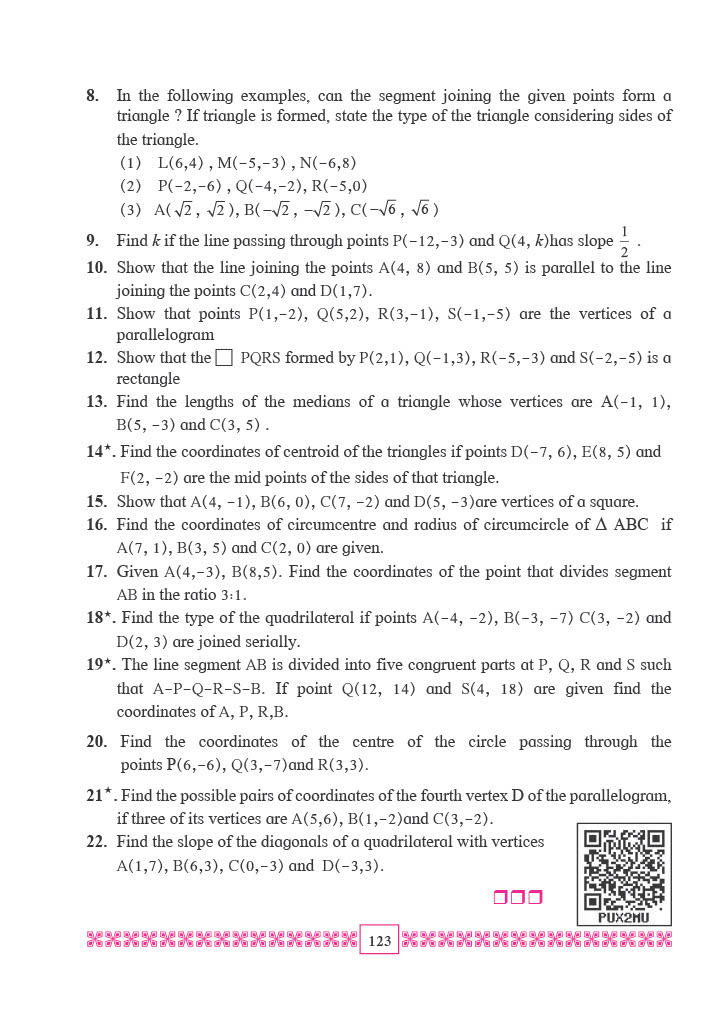 8. In the following examples, can the segment joining the given points form a
triangle ? If triangle is formed, state the type of the triangle considering sides of
the triangle.
(1) L(6,4) , M(−5,−3) , N(−6,8)
(2) P(−2,−6) , Q(−4,−2), R(−5,0)
(3) A(√2 , √2 ), B(−√2 , −√2 ), C(−√6 , √6 )
9. Find k if the line passing through points P(−12,−3) and Q(4, k)has slope 1/2 .
10. Show that the line joining the points A(4, 8) and B(5, 5) is parallel to the line
joining the points C(2,4) and D(1,7).
11. Show that points P(1,−2), Q(5,2), R(3,−1), S(−1,−5) are the vertices of a
parallelogram
12. Show that the □ PQRS formed by P(2,1), Q(−1,3), R(−5,−3) and S(−2,−5) is a
rectangle
13. Find the lengths of the medians of a triangle whose vertices are A(−1, 1),
B(5, −3) and C(3, 5) .
14*. Find the coordinates of centroid of the triangles if points D(−7, 6), E(8, 5) and
F(2, −2) are the mid points of the sides of that triangle.
15. Show that A(4, −1), B(6, 0), C(7, −2) and D(5, −3)are vertices of a square.
16. Find the coordinates of circumcentre and radius of circumcircle of Δ ABC if
A(7, 1), B(3, 5) and C(2, 0) are given.
17. Given A(4,−3), B(8,5). Find the coordinates of the point that divides segment
AB in the ratio 3:1.
18*. Find the type of the quadrilateral if points A(−4, −2), B(−3, −7) C(3, −2) and
D(2, 3) are joined serially.
19*. The line segment AB is divided into five congruent parts at P, Q, R and S such
that A−P−Q−R−S−B. If point Q(12, 14) and S(4, 18) are given find the
coordinates of A, P, R,B.
20. Find the coordinates of the centre of the circle passing through the
points P(6,−6), Q(3,−7)and R(3,3).
21*. Find the possible pairs of coordinates of the fourth vertex D of the parallelogram,
if three of its vertices are A(5,6), B(1,−2)and C(3,−2).
22. Find the slope of the diagonals of a quadrilateral with vertices
A(1,7), B(6,3), C(0,−3) and D(−3,3).
PUX2MU
123